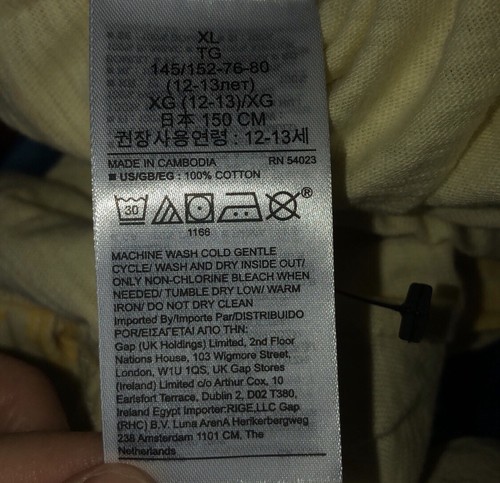 XL
TG
145/152-76-80
(12-13лет)
XG (12-13)/XG
日本 150 CM
권장사용연령 : 12-13세
MADE IN CAMBODIA RN 54023
■ US/GB/EG : 100% COTTON
30 ®
1166
MACHINE WASH COLD GENTLE
CYCLE/ WASH AND DRY INSIDE OUT/
ONLY NON-CHLORINE BLEACH WHEN
NEEDED/ TUMBLE DRY LOW/ WARM
IRON/ DO NOT DRY CLEAN
Imported By/Importe Par/DISTRIBUIDO
POR/ΕΙΣΑΓΕΤΑΙ ΑΠΟ ΤΗΝ:
Gap (UK Holdings) Limited, 2nd Floor
Nations House, 103 Wigmore Street,
London, W1U 1QS, UK Gap Stores
(Ireland) Limited c/o Arthur Cox, 10
Earlsfort Terrace, Dublin 2, D02 T380,
Ireland Egypt Importer:RIGE,LLC Gap
(RHC) B.V. Luna ArenA Herikerbergweg
238 Amsterdam 1101 CM, The
Netherlands